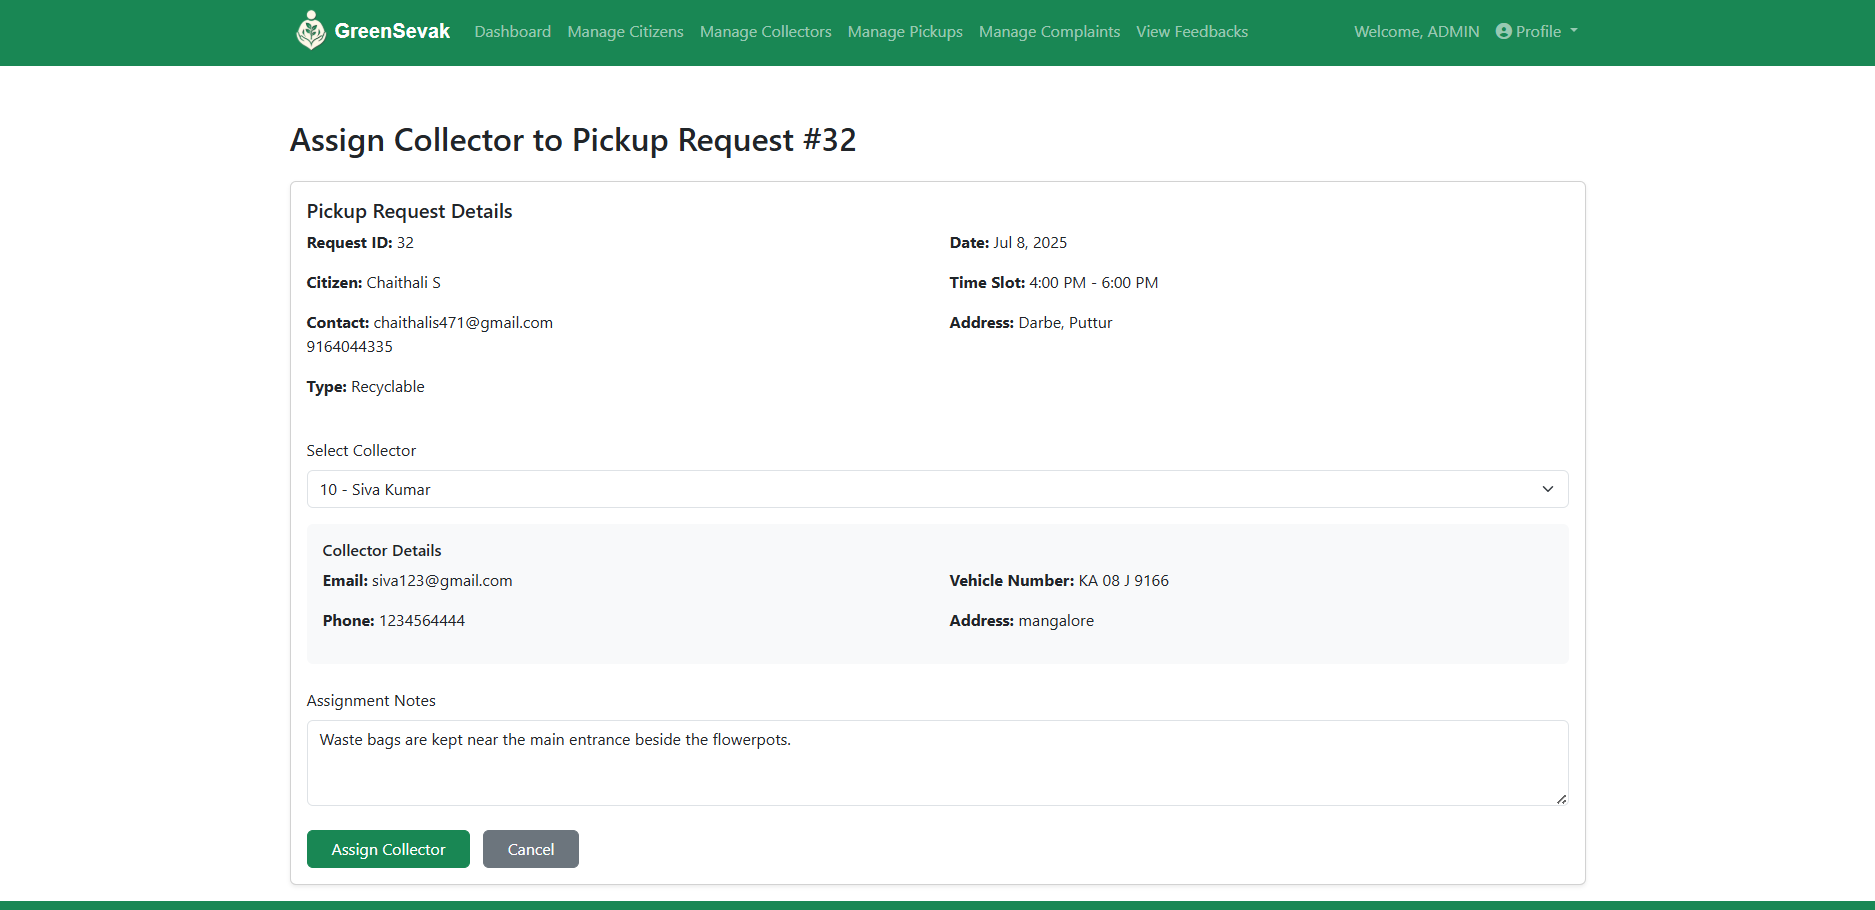 GreenSevak Dashboard Manage Citizens Manage Collectors Manage Pickups Manage Complaints View Feedbacks Welcome, ADMIN Profile
Assign Collector to Pickup Request #32
Pickup Request Details
Request ID: 32 Date: Jul 8, 2025
Citizen: Chaithali S Time Slot: 4:00 PM - 6:00 PM
Contact: chaithalis471@gmail.com Address: Darbe, Puttur
9164044335
Type: Recyclable
Select Collector
10 - Siva Kumar
Collector Details
Email: siva123@gmail.com Vehicle Number: KA 08 J 9166
Phone: 1234564444 Address: mangalore
Assignment Notes
Waste bags are kept near the main entrance beside the flowerpots.
Assign Collector Cancel